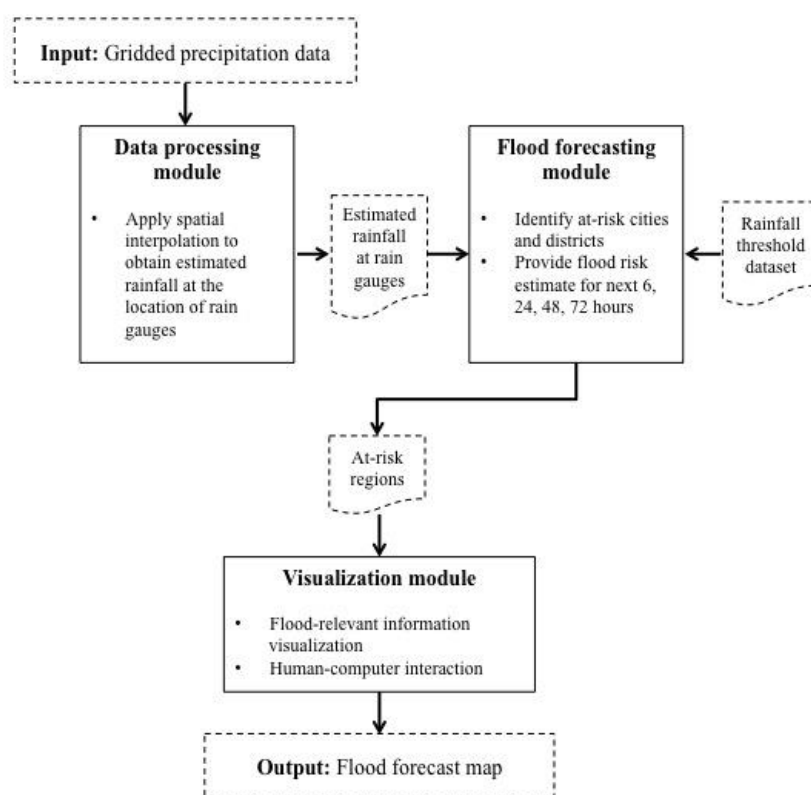 Input: Gridded precipitation data
Data processing
module
• Apply spatial
interpolation to
obtain estimated
rainfall at the
location of rain
gauges
Estimated
rainfall
at rain
gauges
Flood forecasting
module
• Identify at-risk cities
and districts
• Provide flood risk
estimate for next 6,
24, 48, 72 hours
Rainfall
threshold
dataset
At-risk
regions
Visualization module
• Flood-relevant information
visualization
• Human-computer interaction
Output: Flood forecast map